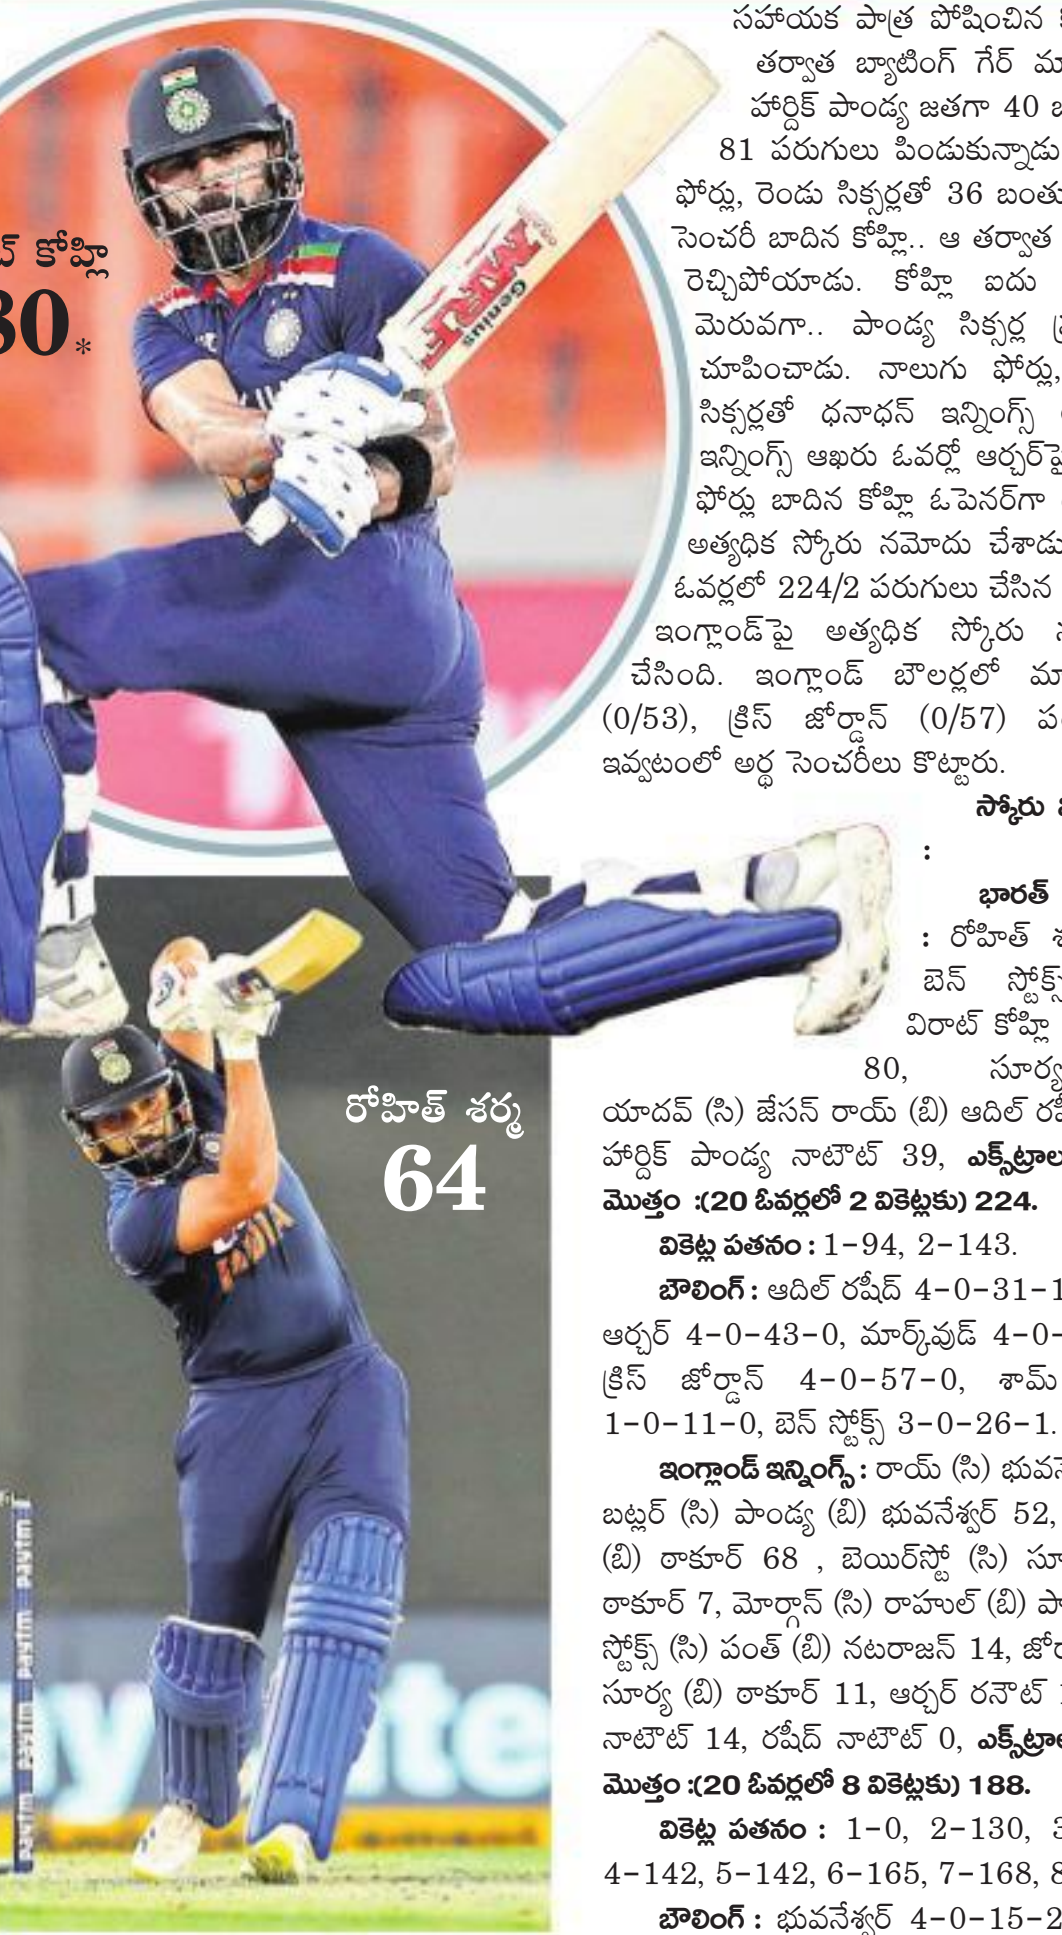 కోహ్లి
80*
MRF
Genius
రోహిత్ శర్మ
64
INDIA
paytm paytm paytm
సహాయక పాత్ర పోషించిన
తర్వాత బ్యాటింగ్ గేర్
హార్దిక్ పాండ్య జతగా 40
81 పరుగులు పిండుకున్నాడు
ఫోర్లు, రెండు సిక్సర్లతో 36
సెంచరీ బాదిన కోహ్లి.. ఆ తర్వాత
రెచ్చిపోయాడు. కోహ్లి ఐదు
మెరువగా.. పాండ్య సిక్సర్ల
చూపించాడు. నాలుగు ఫోర్లు,
సిక్సర్లతో ధనాధన్ ఇన్నింగ్స్
ఇన్నింగ్స్ ఆఖరు ఓవర్లో ఆర్చర్‌పై
ఫోర్లు బాదిన కోహ్లి ఓపెనర్‌గా
అత్యధిక స్కోరు నమోదు చేశాడు
ఓవర్లలో 224/2 పరుగులు చేసిన
ఇంగ్లాండ్‌పై అత్యధిక స్కోరు
చేసింది. ఇంగ్లాండ్ బౌలర్లలో
(0/53), క్రిస్ జోర్డాన్ (0/57)
ఇవ్వటంలో అర్థ సెంచరీలు కొట్టారు.
స్కోరు
:
భారత్
: రోహిత్
బెన్ స్టోక్స్
విరాట్ కోహ్లి
80, సూర్య
యాదవ్ (సి) జేసన్ రాయ్ (బి) ఆదిల్
హార్దిక్ పాండ్య నాటౌట్ 39, ఎక్స్‌ట్రాలు
మొత్తం :(20 ఓవర్లలో 2 వికెట్లకు) 224.
వికెట్ల పతనం : 1-94, 2-143.
బౌలింగ్ : ఆదిల్ రషీద్ 4-0-31-1
ఆర్చర్ 4-0-43-0, మార్క్‌వుడ్ 4-0-
క్రిస్ జోర్డాన్ 4-0-57-0, శామ్
1-0-11-0, బెన్ స్టోక్స్ 3-0-26-1.
ఇంగ్లాండ్ ఇన్నింగ్స్ : రాయ్ (సి)
బట్లర్ (సి) పాండ్య (బి) భువనేశ్వర్ 52,
(బి) ఠాకూర్ 68 , బెయిర్‌స్టో (సి)
ఠాకూర్ 7, మోర్గాన్ (సి) రాహుల్ (బి)
స్టోక్స్ (సి) పంత్ (బి) నటరాజన్ 14,
సూర్య (బి) ఠాకూర్ 11, ఆర్చర్ రనౌట్
నాటౌట్ 14, రషీద్ నాటౌట్ 0,
మొత్తం :(20 ఓవర్లలో 8 వికెట్లకు) 188.
వికెట్ల పతనం : 1-0, 2-130,
4-142, 5-142, 6-165, 7-168,
బౌలింగ్ : భువనేశ్వర్ 4-0-15-2